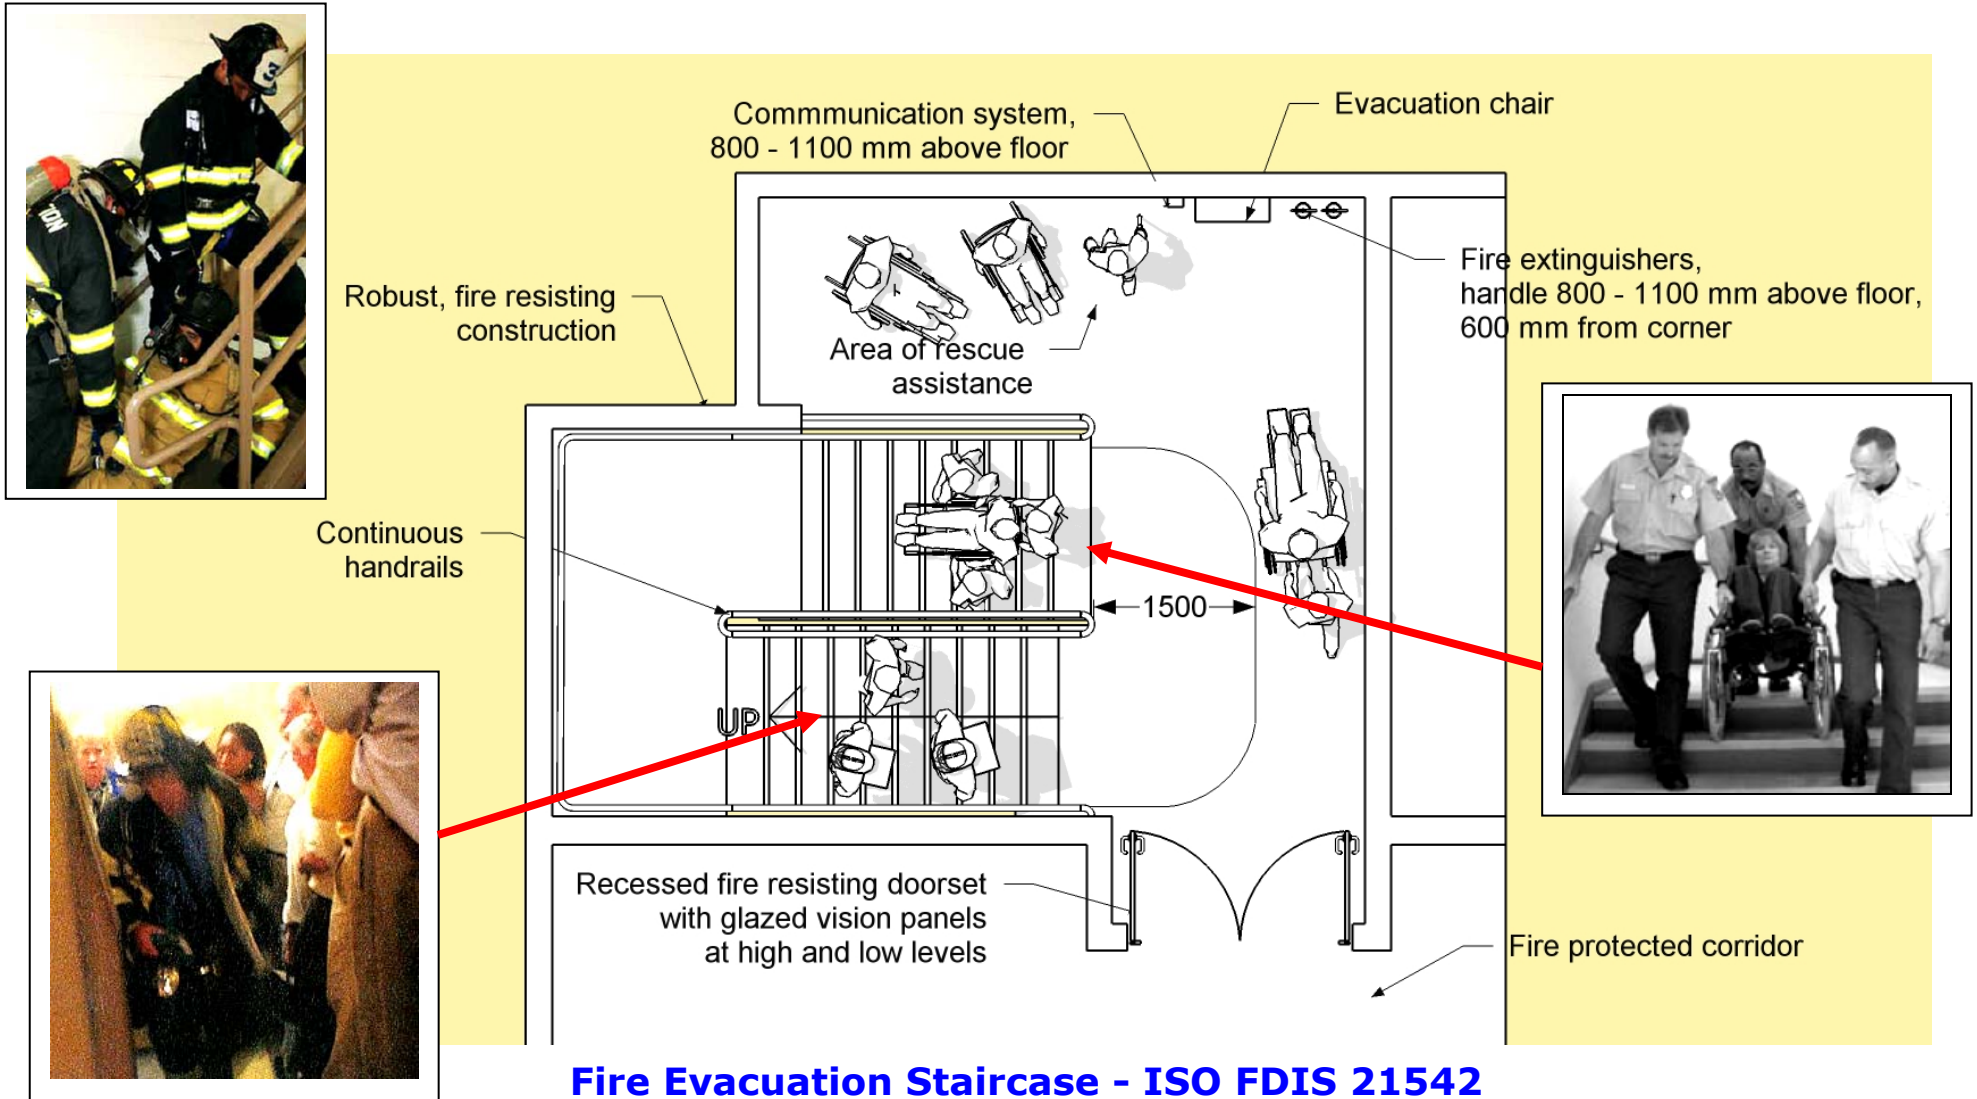 Commmunication system,
800 - 1100 mm above floor
Evacuation chair
Robust, fire resisting
construction
Fire extinguishers,
handle 800 - 1100 mm above floor,
600 mm from corner
Area of rescue
assistance
Continuous
handrails
1500
UP
Recessed fire resisting doorset
with glazed vision panels
at high and low levels
Fire protected corridor
Fire Evacuation Staircase - ISO FDIS 21542
3